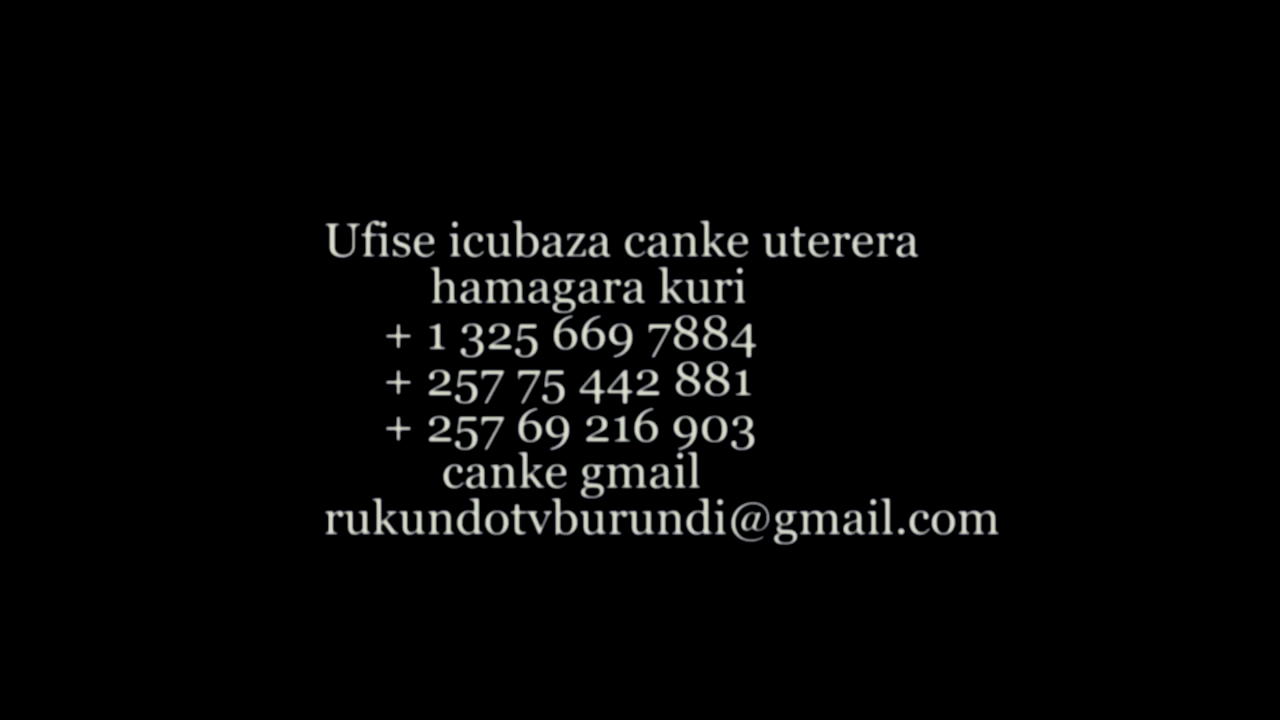 Ufise icubaza canke uterera
hamagara kuri
+ 1 325 669 7884
+ 257 75 442 881
+ 257 69 216 903
canke gmail
rukundotvburundi@gmail.com